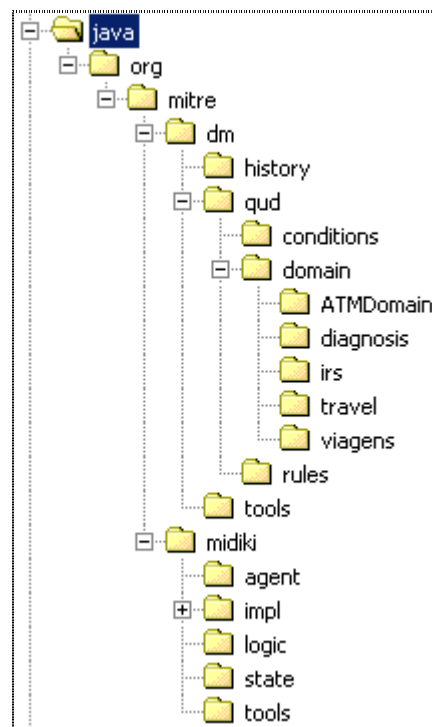 java
org
mitre
dm
history
qud
conditions
domain
ATMDomain
diagnosis
irs
travel
viagens
rules
tools
midiki
agent
impl
logic
state
tools